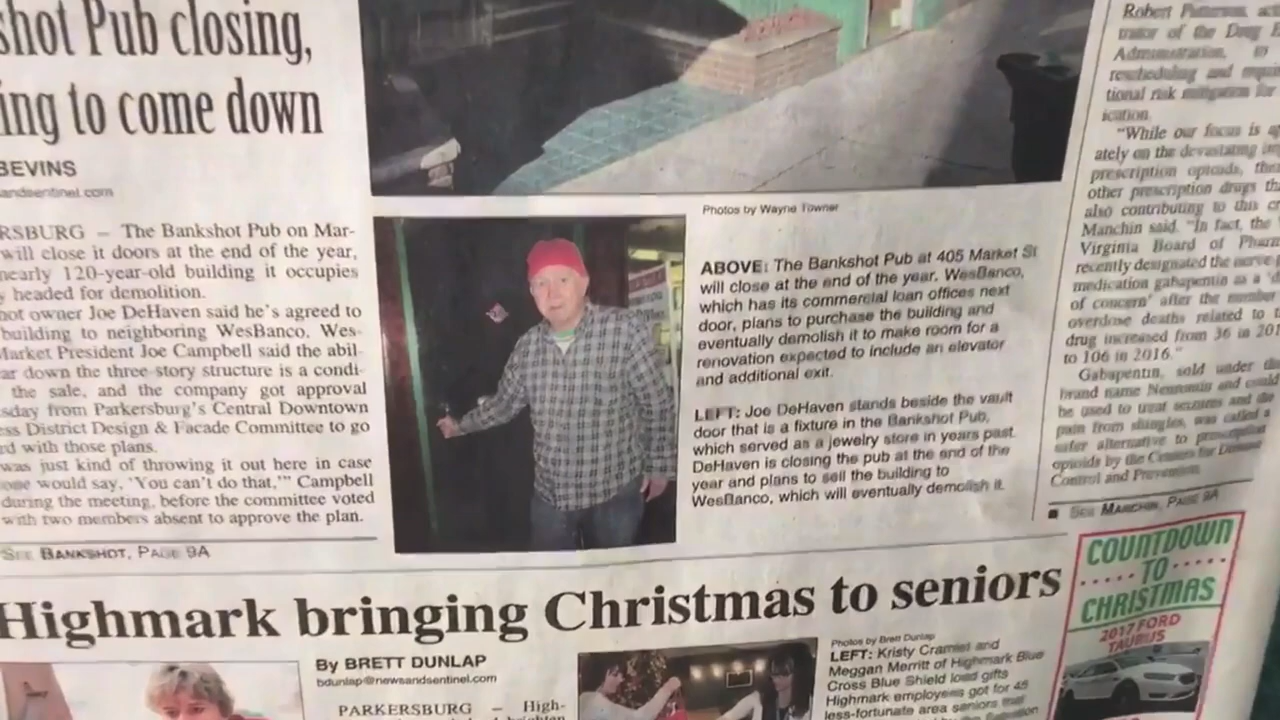 shot Pub closing,
ing to come down
BEVINS
andsentinel.com
RSBURG — The Bankshot Pub on Mar-
will close it doors at the end of the year,
nearly 120-year-old building it occupies
headed for demolition.
owner Joe DeHaven said he's agreed to
building to neighboring WesBanco. Wes-
Market President Joe Campbell said the abil-
ar down the three-story structure is a condi-
the sale, and the company got approval
sday from Parkersburg's Central Downtown
ess District Design & Facade Committee to go
rd with those plans.
was just kind of throwing it out here in case
one would say, 'You can't do that,'" Campbell
during the meeting, before the committee voted
with two members absent to approve the plan.
SEE BANKSHOT, PAGE 9A
Photos by Wayne Towner
ABOVE: The Bankshot Pub at 405 Market St
will close at the end of the year. WesBanco,
which has its commercial loan offices next
door, plans to purchase the building and
eventually demolish it to make room for a
renovation expected to include an elevator
and additional exit.
LEFT: Joe DeHaven stands beside the vault
door that is a fixture in the Bankshot Pub,
which served as a jewelry store in years past.
DeHaven is closing the pub at the end of the
year and plans to sell the building to
WesBanco, which will eventually demolish it.
Robert Patterson,
trator of the Drug
Administration, to
rescheduling and
tional risk mitigation for
ication.
"While our focus is
ately on the devastating
prescription opioids,
other prescription drugs
also contributing to this
Manchin said. "In fact, the
Virginia Board of
recently designated the nerve
medication gabapentin as a
of concern' after the number
overdose deaths related to
drug increased from 36 in
to 106 in 2016."
Gabapentin, sold under
brand name Neurontin and could
be used to treat seizures and
pain from shingles, was called a
safer alternative to prescription
opioids by the Centers for Disease
Control and Prevention.
SEE MANCHIN, PAGE 9A
Highmark bringing Christmas to seniors
By BRETT DUNLAP
bdunlap@newsandsentinel.com
PARKERSBURG — High-
Photos by Brett Dunlap
LEFT: Kristy Cramlet and
Meggan Merritt of Highmark Blue
Cross Blue Shield load gifts
Highmark employees got for 45
less-fortunate area seniors that
COUNTDOWN
TO
CHRISTMAS
2017 FORD
TAURUS